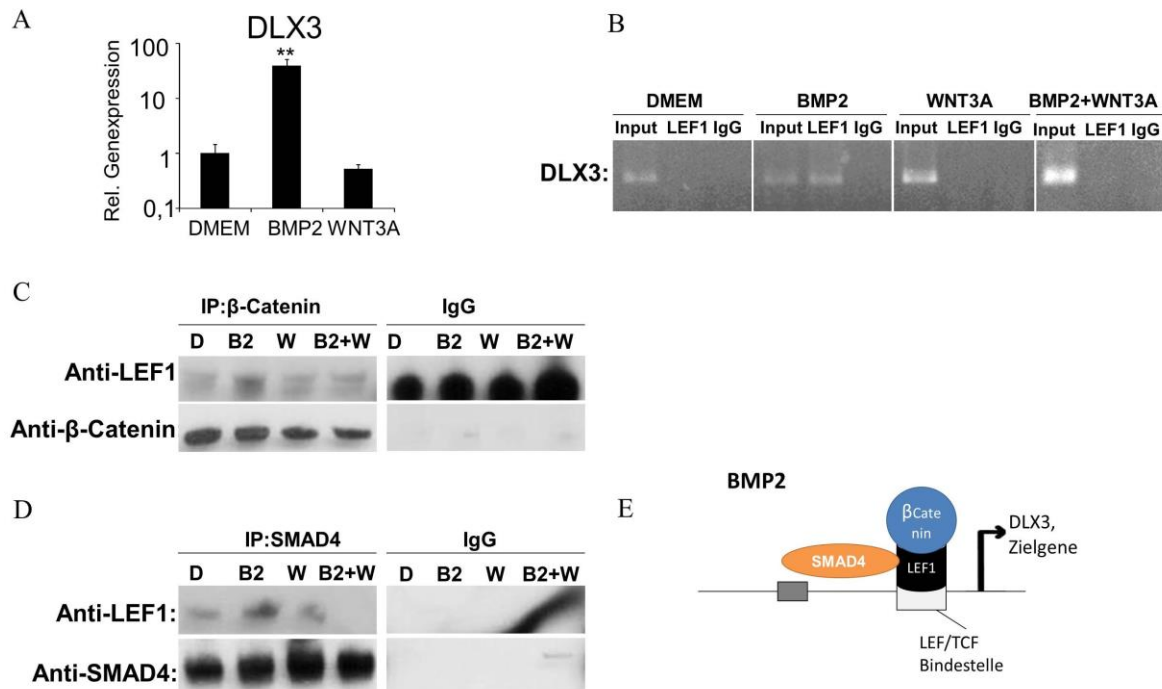 A
DLX3
**
Rel. Genexpression
100
10
1
0,1
DMEM BMP2 WNT3A
B
DMEM BMP2 WNT3A BMP2+WNT3A
Input LEF1 IgG Input LEF1 IgG Input LEF1 IgG Input LEF1 IgG
DLX3:
C
IP:β-Catenin IgG
D B2 W B2+W D B2 W B2+W
Anti-LEF1
Anti-β-Catenin
D
IP:SMAD4 IgG
D B2 W B2+W D B2 W B2+W
Anti-LEF1:
Anti-SMAD4:
E
BMP2
βCate
nin
SMAD4
LEF1
DLX3,
Zielgene
LEF/TCF
Bindestelle